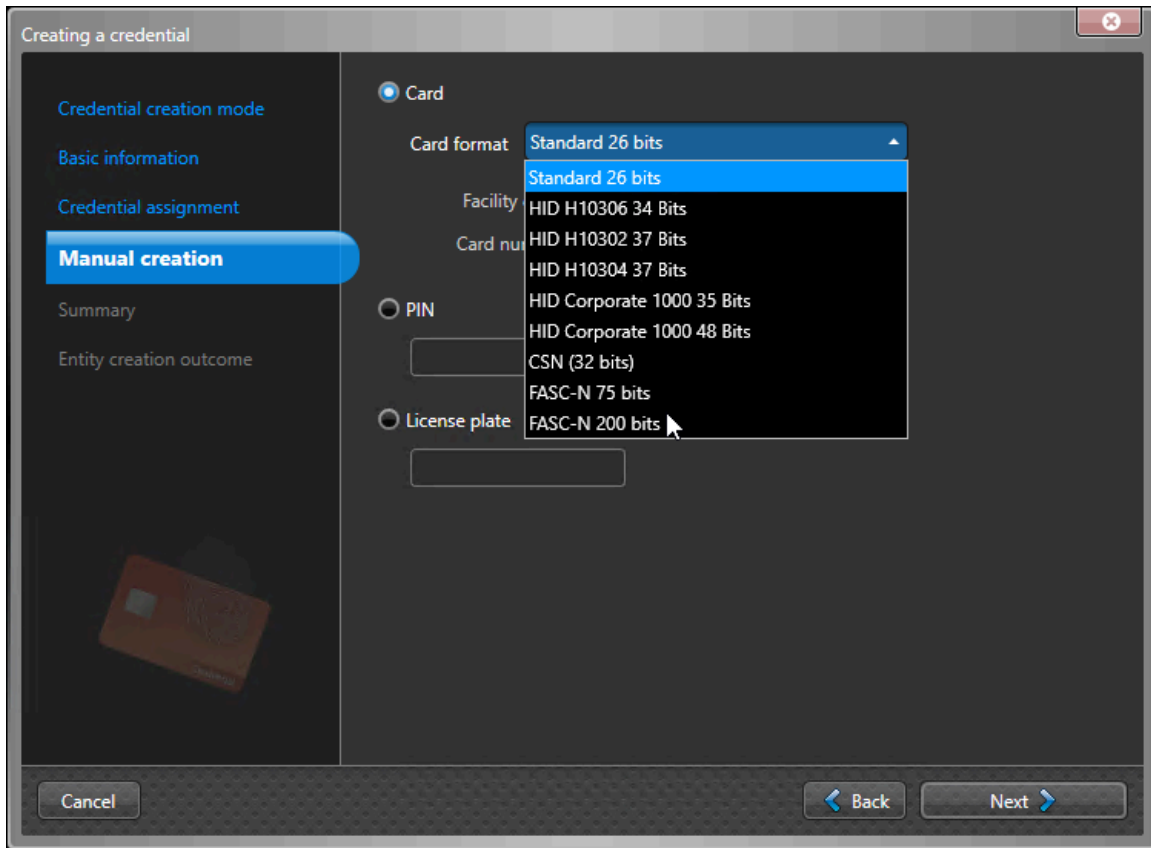 Creating a credential
Credential creation mode
Basic information
Credential assignment
Manual creation
Summary
Entity creation outcome
Card
Card format
Standard 26 bits
Standard 26 bits
HID H10306 34 Bits
HID H10302 37 Bits
HID H10304 37 Bits
HID Corporate 1000 35 Bits
HID Corporate 1000 48 Bits
CSN (32 bits)
FASC-N 75 bits
FASC-N 200 bits
Facility
Card
PIN
License plate
Cancel
Back
Next